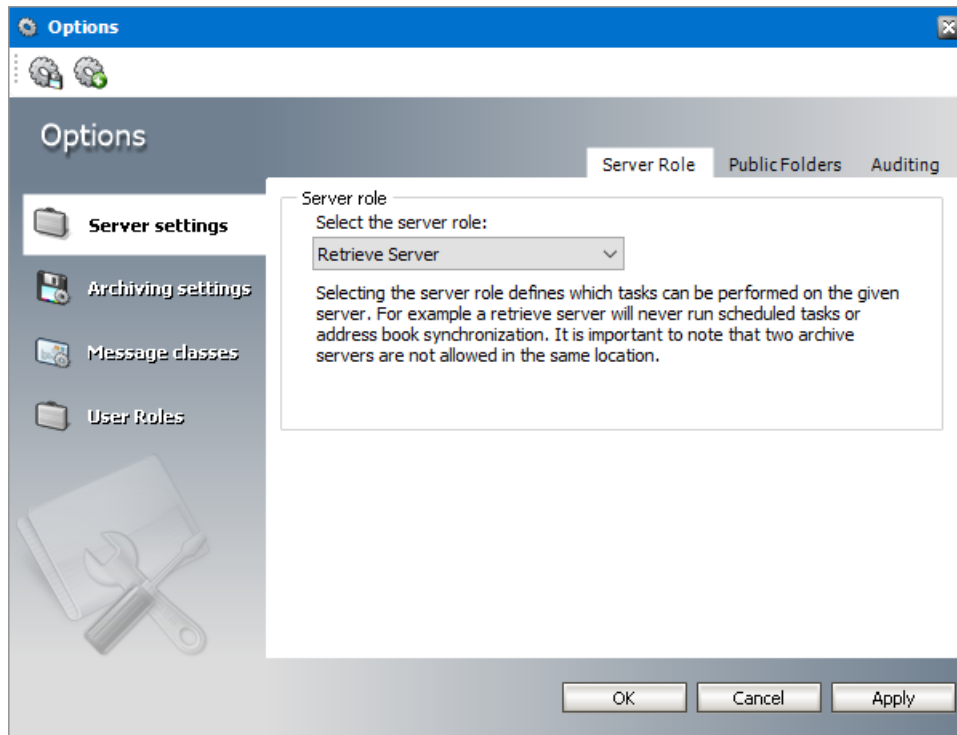 Options
Options
Server Role
Public Folders
Auditing
Server settings
Archiving settings
Message classes
User Roles
Server role
Select the server role:
Retrieve Server
Selecting the server role defines which tasks can be performed on the given
server. For example a retrieve server will never run scheduled tasks or
address book synchronization. It is important to note that two archive
servers are not allowed in the same location.
OK
Cancel
Apply